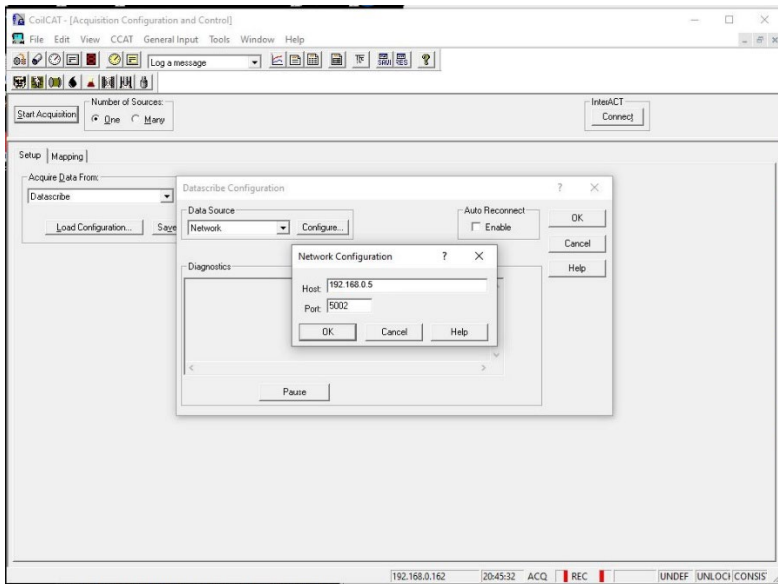 CoilCAT - [Acquisition Configuration and Control]
File Edit View CCAT General Input Tools Window Help
Log a message
Start Acquisition
Number of Sources:
One Many
InterACT
Connect
Setup Mapping
Acquire Data From:
Datascribe
Load Configuration... Save
Datascribe Configuration ?
Data Source
Network Configure...
Auto Reconnect
Enable
OK
Cancel
Help
Diagnostics
Network Configuration ?
Host: 192.168.0.5
Port: 5002
OK Cancel Help
Pause
192.168.0.162 20:45:32 ACQ REC UNDEF UNLOCK CONSIS